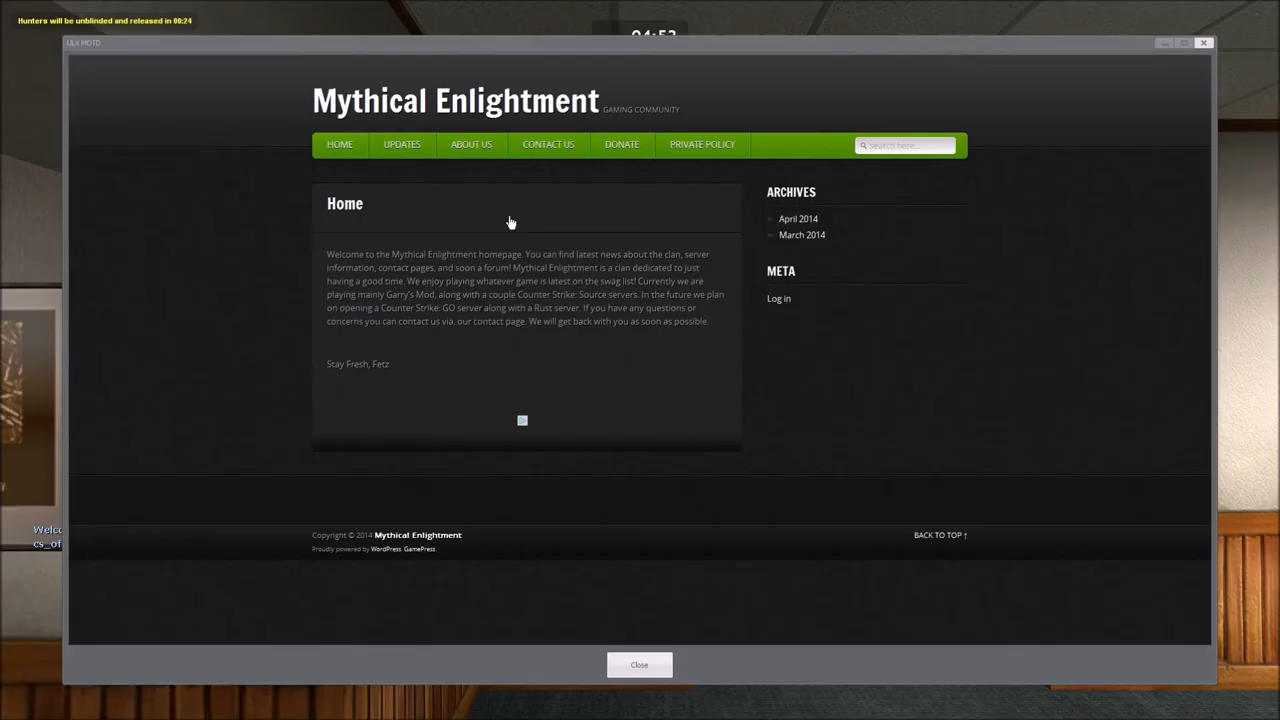 Hunters will be unblinded and released in 00:24
ULX MOTD
Mythical Enlightment GAMING COMMUNITY
HOME UPDATES ABOUT US CONTACT US DONATE PRIVATE POLICY search here...
Home
Welcome to the Mythical Enlightment homepage. You can find latest news about the clan, server
information, contact pages, and soon a forum! Mythical Enlightment is a clan dedicated to just
having a good time. We enjoy playing whatever game is latest on the swag list! Currently we are
playing mainly Garry's Mod, along with a couple Counter Strike: Source servers. In the future we plan
on opening a Counter Strike: GO server along with a Rust server. If you have any questions or
concerns you can contact us via. our contact page. We will get back with you as soon as possible.
Stay Fresh, Fetz
ARCHIVES
April 2014
March 2014
META
Log in
Welco
cs_of
Copyright © 2014 Mythical Enlightment
Proudly powered by WordPress. GamePress
BACK TO TOP ↑
Close